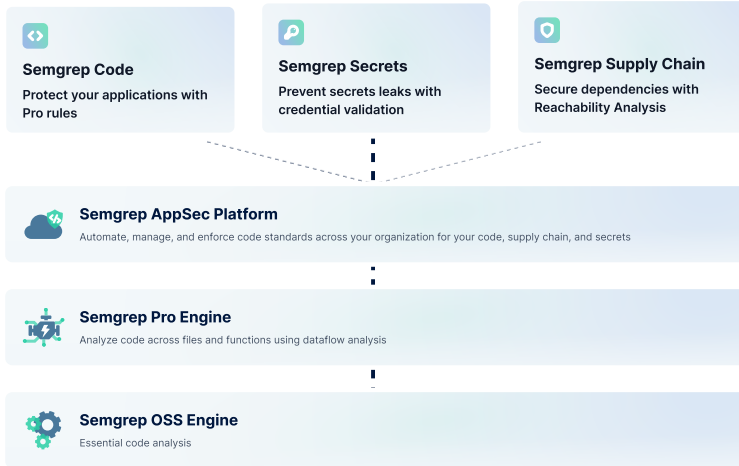 Semgrep Code
Protect your applications with
Pro rules
Semgrep Secrets
Prevent secrets leaks with
credential validation
Semgrep Supply Chain
Secure dependencies with
Reachability Analysis
Semgrep AppSec Platform
Automate, manage, and enforce code standards across your organization for your code, supply chain, and secrets
Semgrep Pro Engine
Analyze code across files and functions using dataflow analysis
Semgrep OSS Engine
Essential code analysis